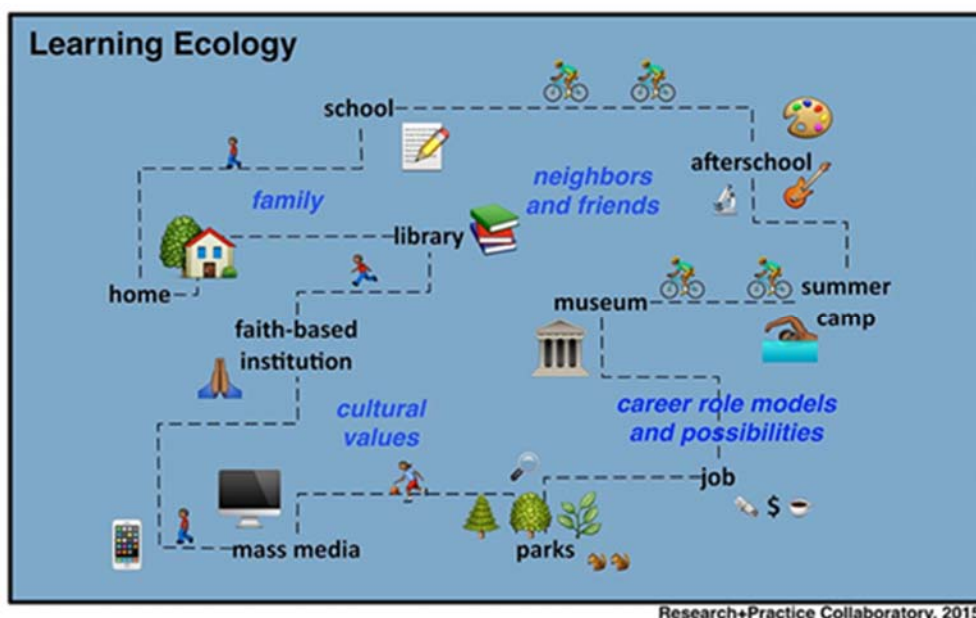 Learning Ecology
school
afterschool
family
neighbors
and friends
library
home
museum
summer
camp
faith-based
institution
cultural
values
career role models
and possibilities
job
$
mass media
parks
Research+Practice Collaboratory, 2015